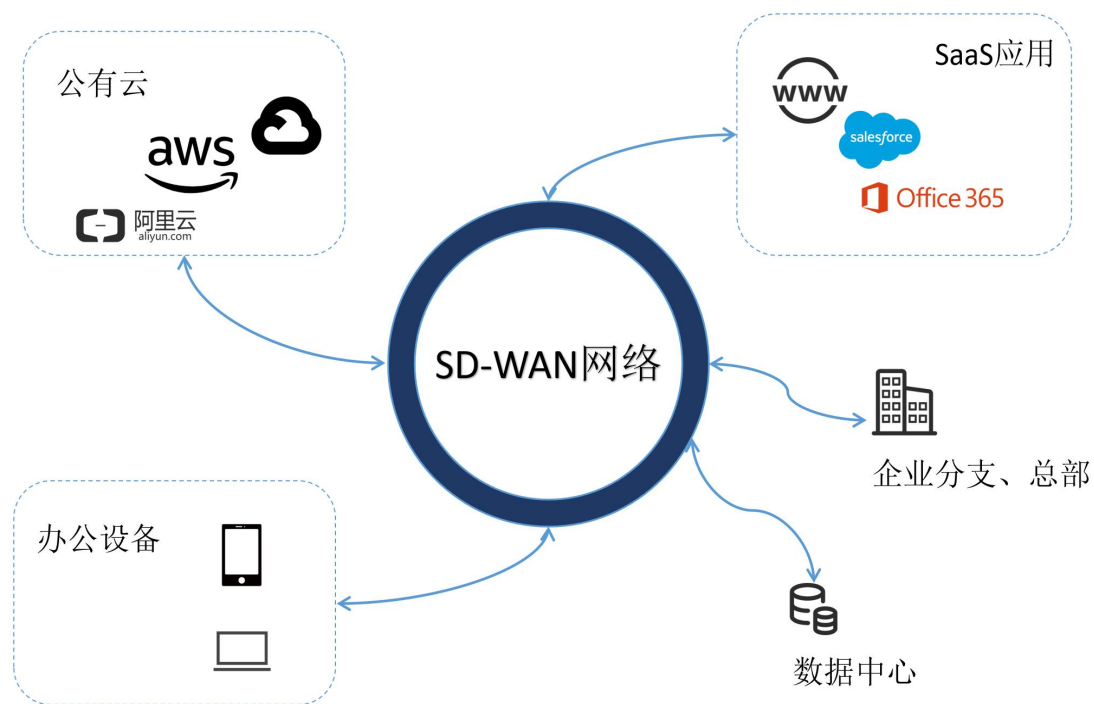 公有云
aws
阿里云
aliyun.com
SaaS应用
WWW
salesforce
Office 365
SD-WAN网络
企业分支、总部
办公设备
数据中心